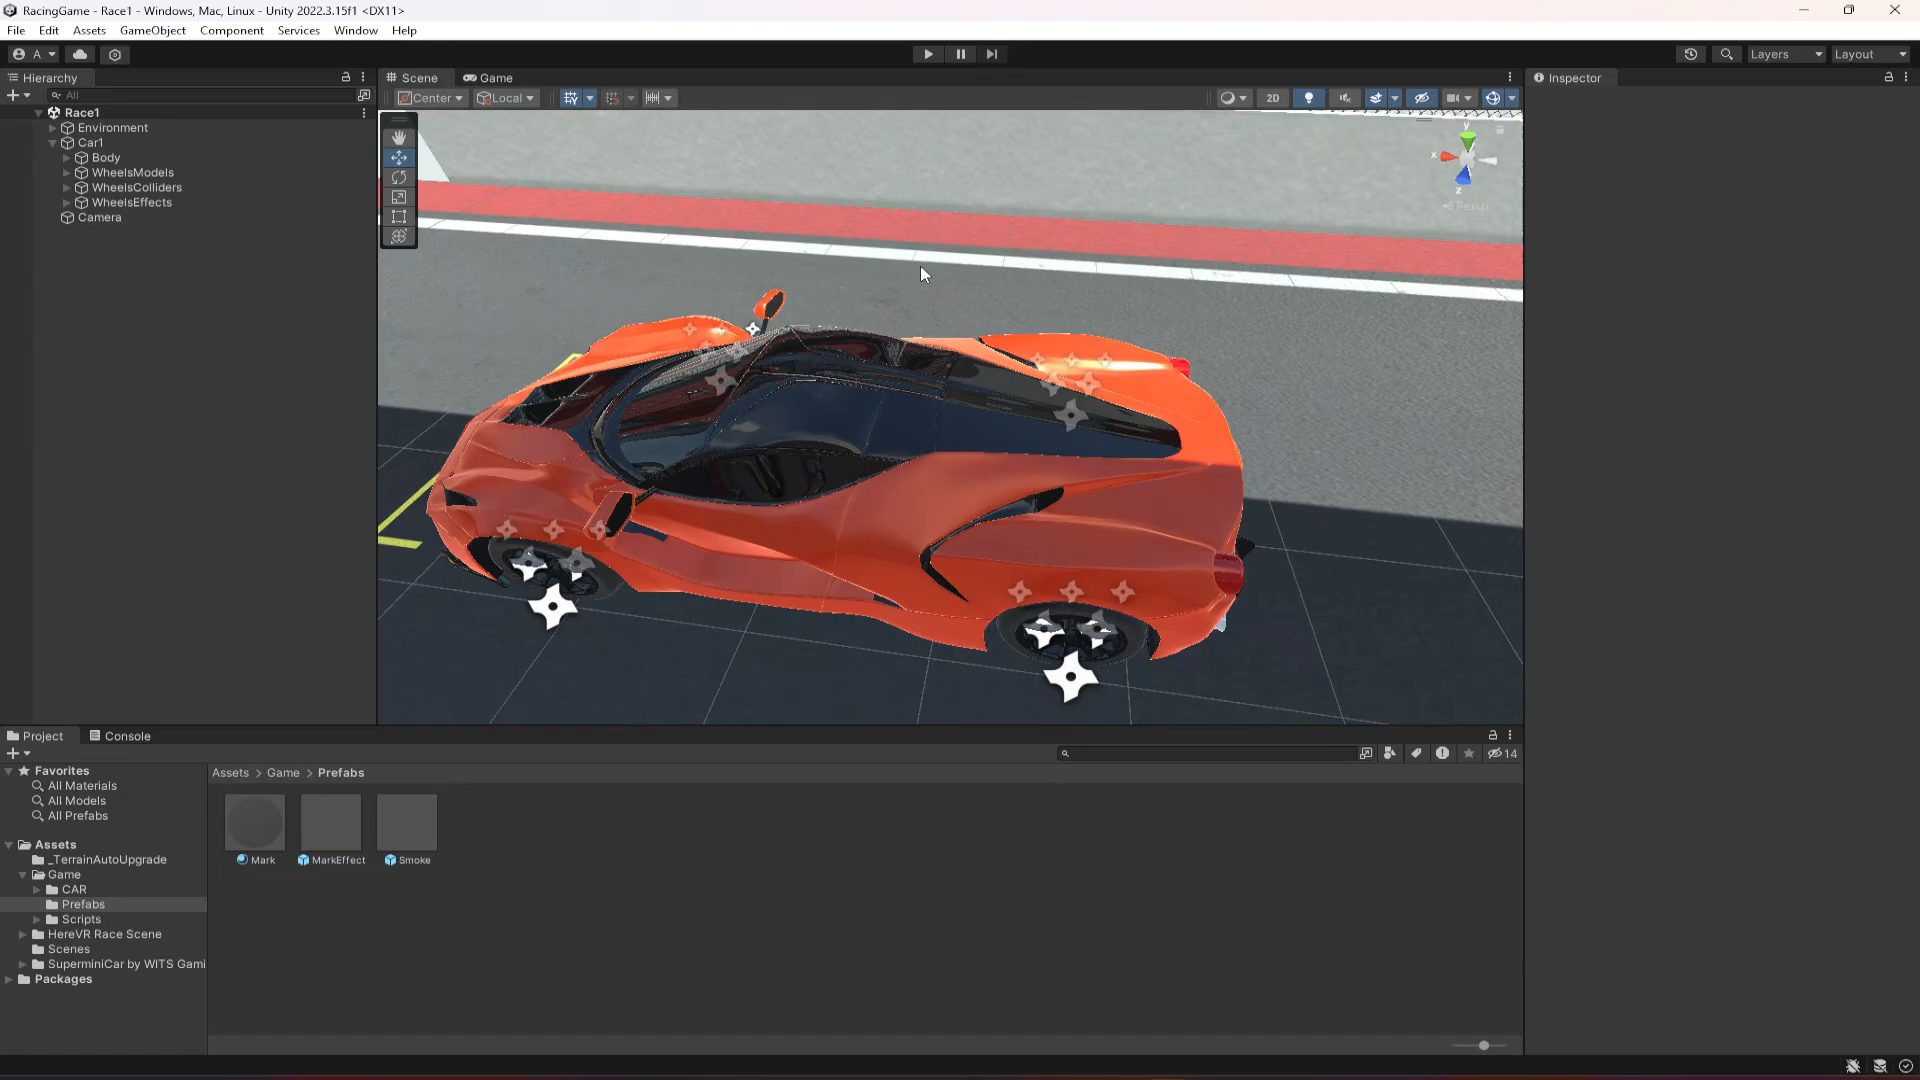 RacingGame - Race1 - Windows, Mac, Linux - Unity 2022.3.15f1 <DX11>
File Edit Assets GameObject Component Services Window Help
A Layers Layout
Hierarchy
All
Race1
Environment
Car1
Body
WheelsModels
WheelsColliders
WheelsEffects
Camera
Scene Game
Center Local 2D
y
x
z
Persp
Inspector
Project Console
14
Favorites
All Materials
All Models
All Prefabs
Assets
_TerrainAutoUpgrade
Game
CAR
Prefabs
Scripts
HereVR Race Scene
Scenes
SuperminiCar by WITS Gami
Packages
Assets > Game > Prefabs
Mark MarkEffect Smoke